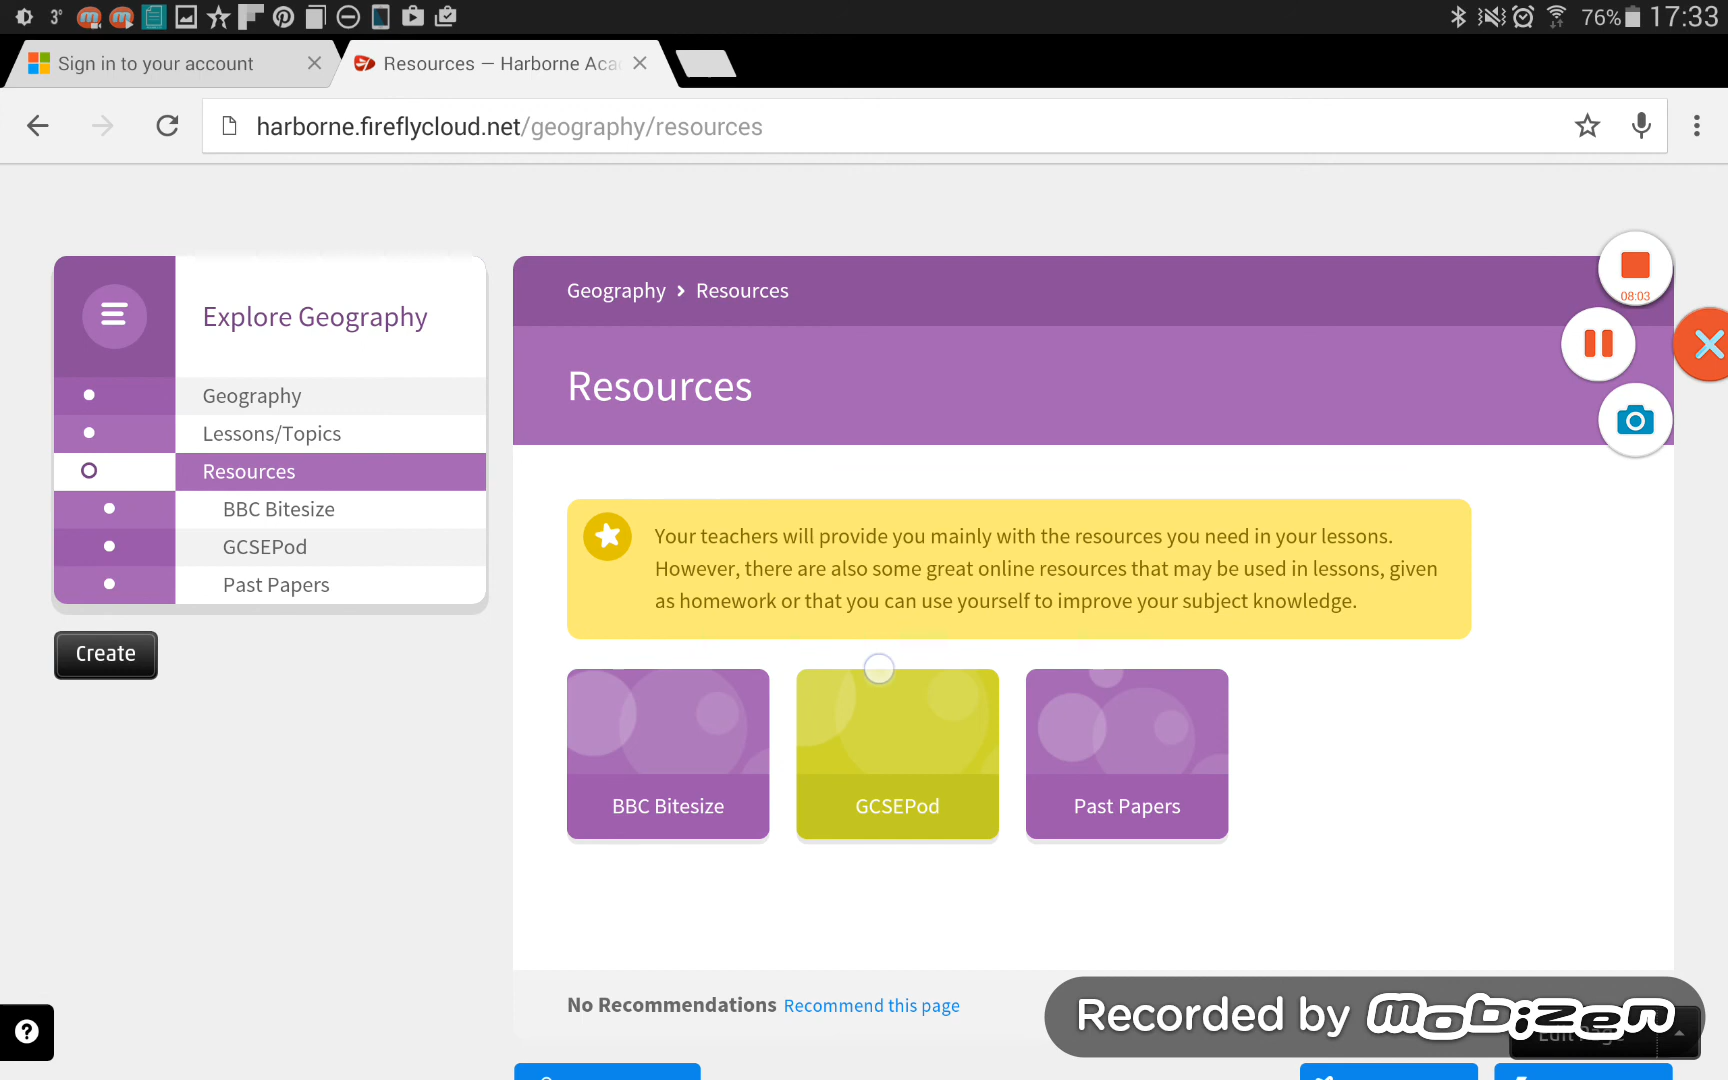 3°
76% 17:33
Sign in to your account
Resources — Harborne Aca
harborne.fireflycloud.net/geography/resources
Explore Geography
Geography
Lessons/Topics
Resources
BBC Bitesize
GCSEPod
Past Papers
Create
Geography > Resources
Resources
08:03
Your teachers will provide you mainly with the resources you need in your lessons.
However, there are also some great online resources that may be used in lessons, given
as homework or that you can use yourself to improve your subject knowledge.
BBC Bitesize
GCSEPod
Past Papers
No Recommendations Recommend this page
Recorded by mobizen
Edit Page